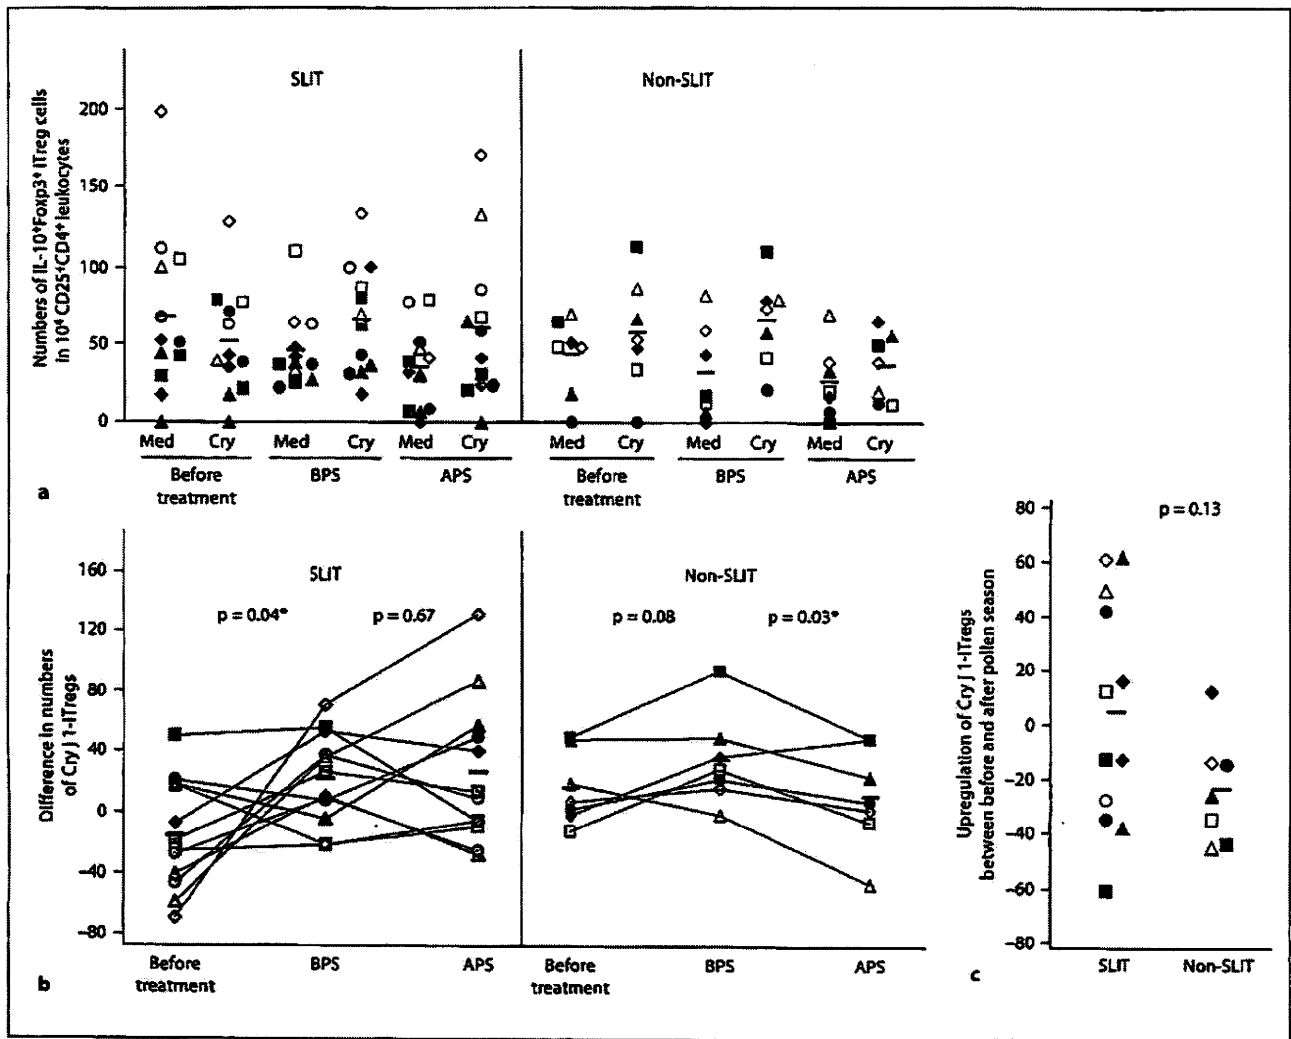 SLIT
Non-SLIT
Numbers of IL-10⁺Foxp3⁺ ITreg cells
in 10⁴ CD25⁺CD4⁺ leukocytes
200
150
100
50
0
Med Cry Med Cry Med Cry Med Cry Med Cry Med Cry
Before
treatment
BPS
APS
Before
treatment
BPS
APS
a
SLIT
Non-SLIT
p = 0.04*
p = 0.67
p = 0.08
p = 0.03*
Difference in numbers
of Cry J 1-ITregs
160
120
80
40
0
–40
–80
Before
treatment
BPS
APS
Before
treatment
BPS
APS
b
p = 0.13
Upregulation of Cry J 1-ITregs
between before and after pollen season
80
60
40
20
0
–20
–40
–60
–80
SLIT
Non-SLIT
c